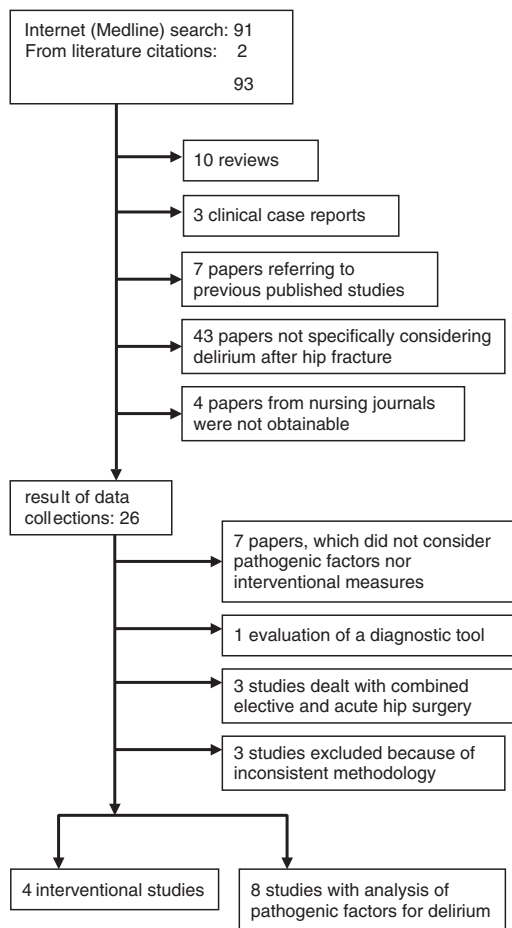 Internet (Medline) search: 91
From literature citations: 2
93
10 reviews
3 clinical case reports
7 papers referring to
previous published studies
43 papers not specifically considering
delirium after hip fracture
4 papers from nursing journals
were not obtainable
result of data
collections: 26
7 papers, which did not consider
pathogenic factors nor
interventional measures
1 evaluation of a diagnostic tool
3 studies dealt with combined
elective and acute hip surgery
3 studies excluded because of
inconsistent methodology
4 interventional studies
8 studies with analysis of
pathogenic factors for delirium